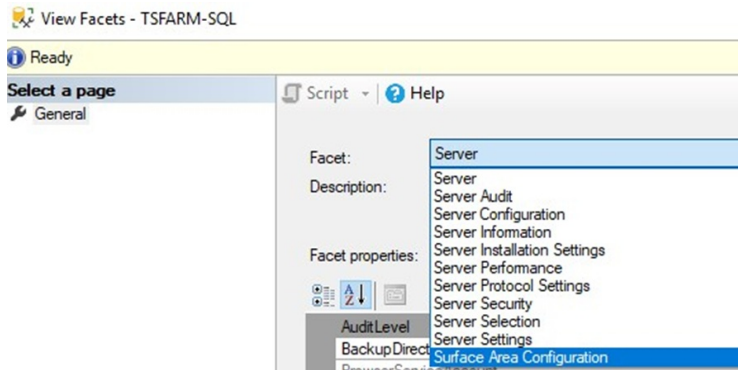 View Facets - TSFARM-SQL
Ready
Select a page
General
Script
Help
Facet:
Server
Description:
Server
Server Audit
Server Configuration
Server Information
Server Installation Settings
Server Performance
Server Protocol Settings
Server Security
Server Selection
Server Settings
Surface Area Configuration
Facet properties:
AuditLevel
BackupDirect